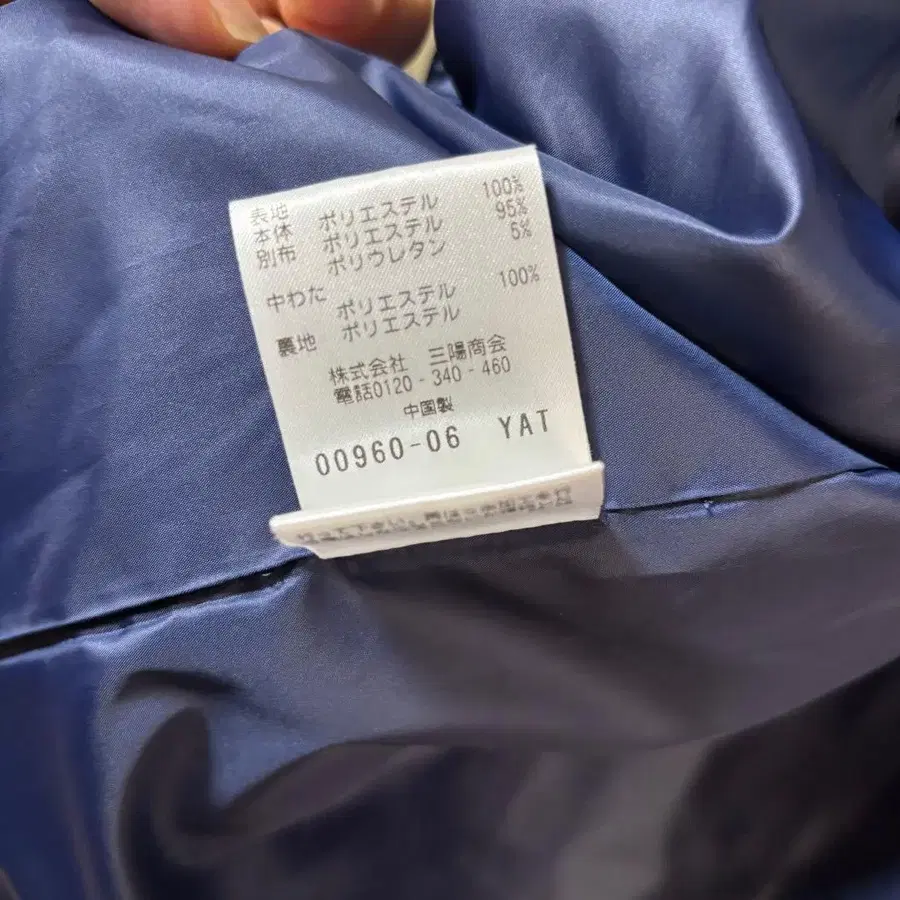 表地
本体 ポリエステル 100%
別布 ポリエステル 95%
ポリウレタン 5%
中わた
ポリエステル 100%
裏地 ポリエステル
株式会社 三陽商会
電話0120-340-460
中国製
00960-06 YAT